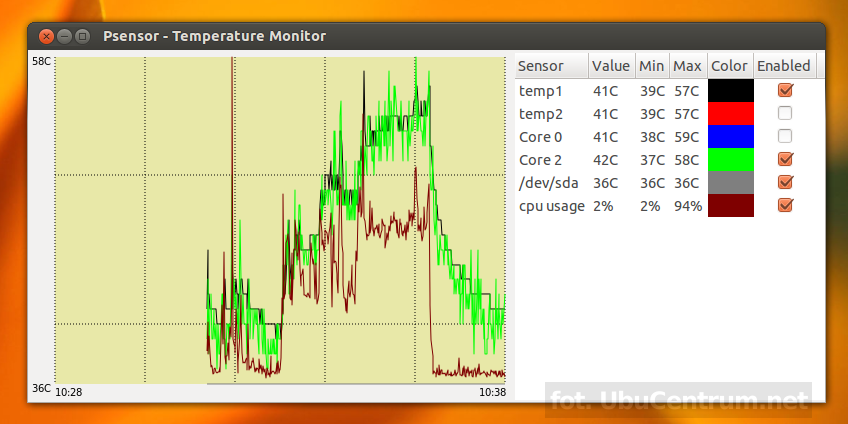 Psensor - Temperature Monitor
58C
36C
10:28 10:38
Sensor Value Min Max Color Enabled
temp1 41C 39C 57C
temp2 41C 39C 57C
Core 0 41C 38C 59C
Core 2 42C 37C 58C
/dev/sda 36C 36C 36C
cpu usage 2% 2% 94%
fot. UbuCentrum.net